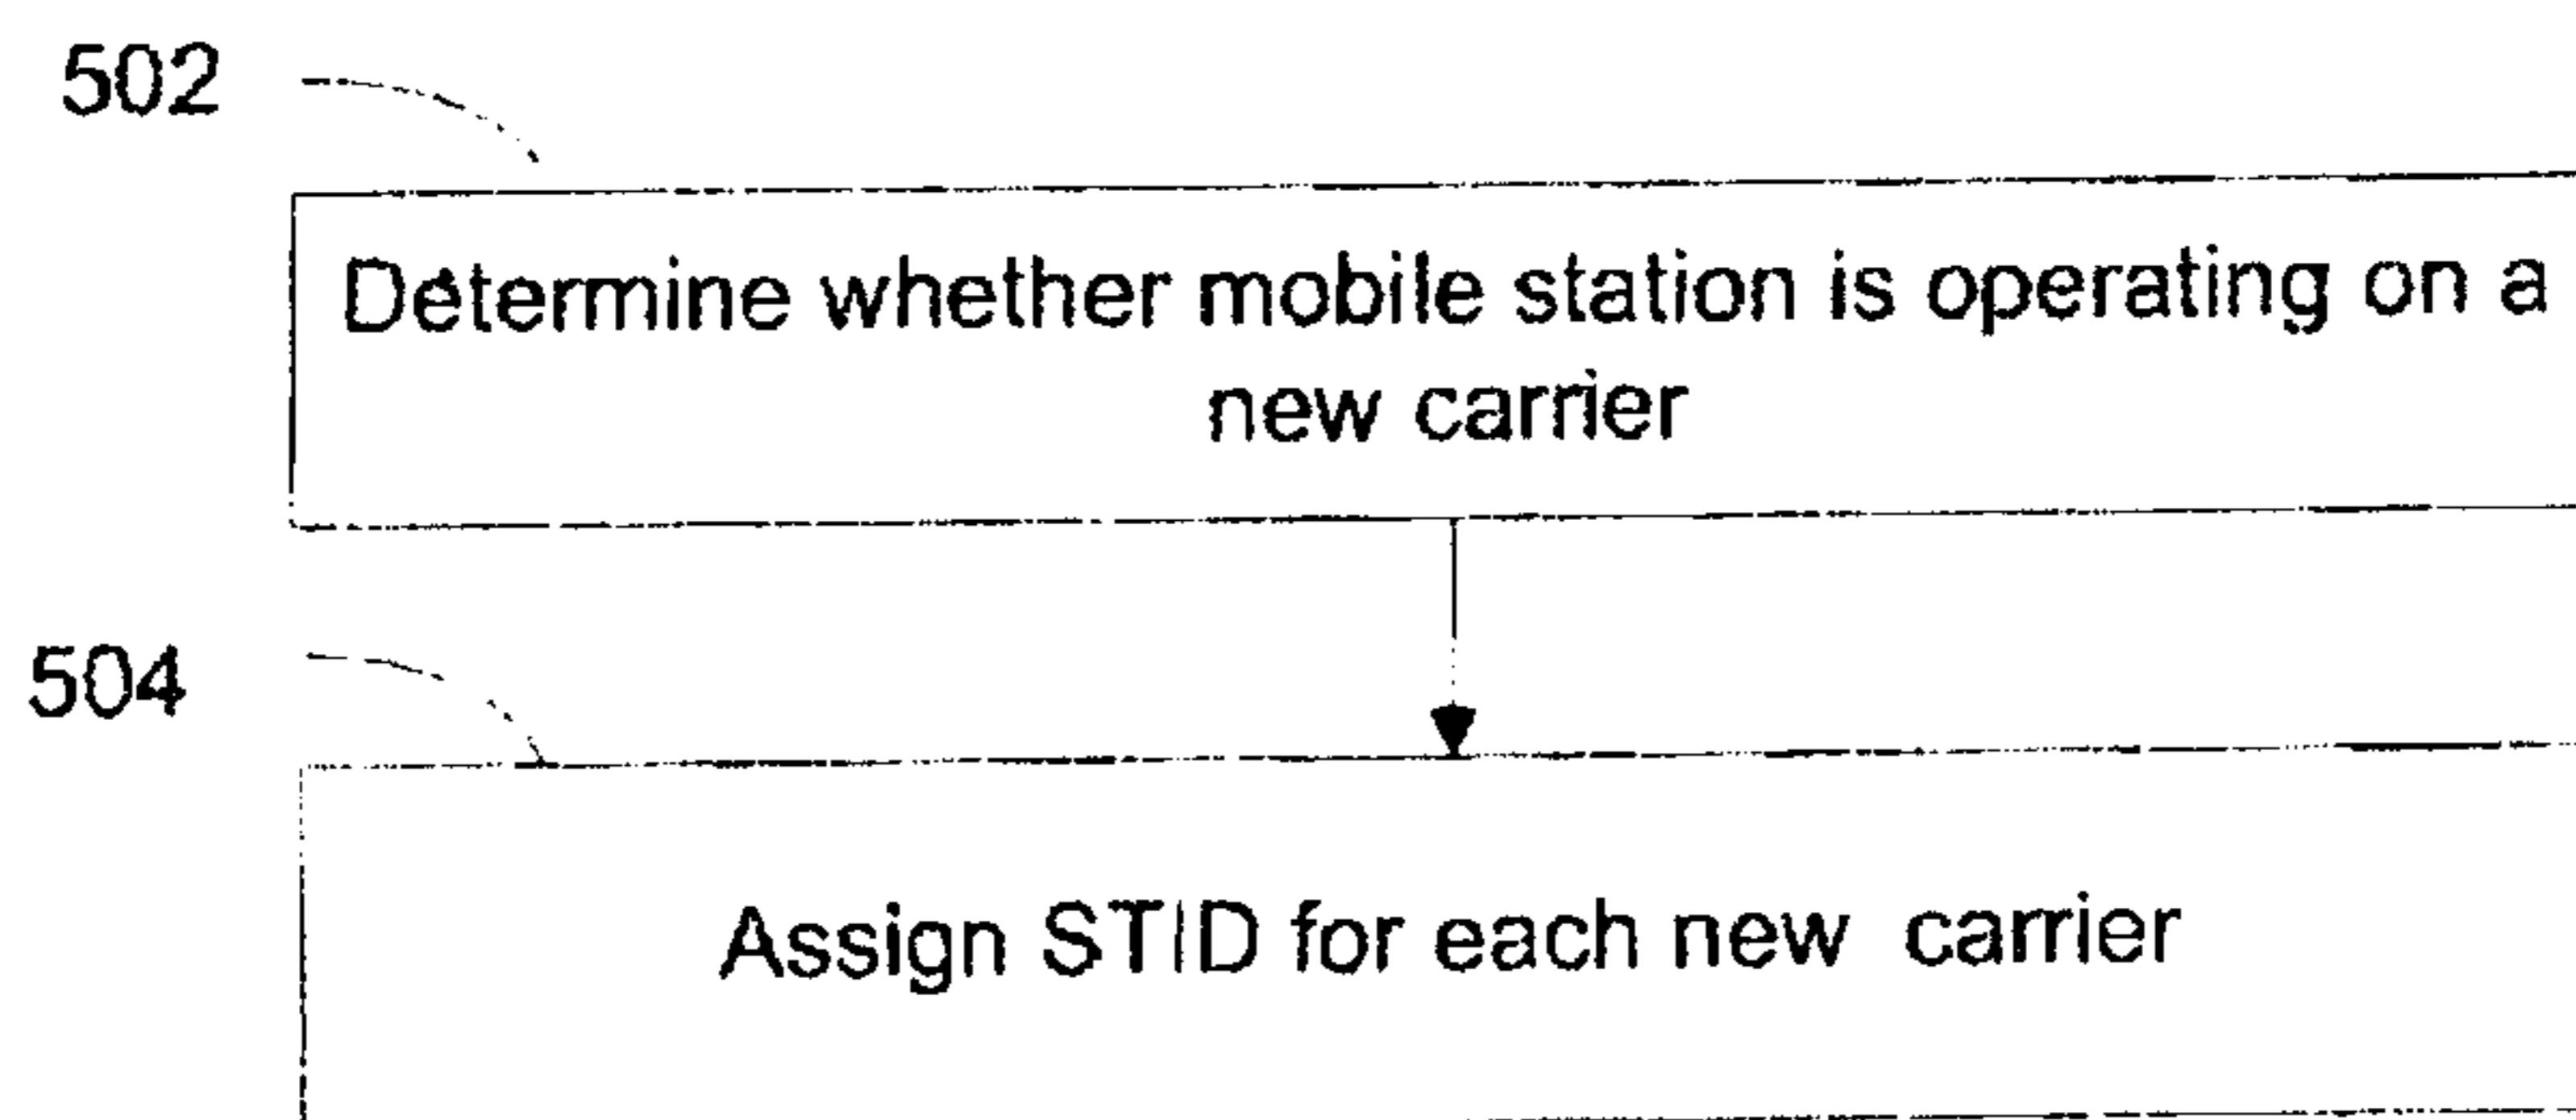 502
Determine whether mobile station is operating on a
new carrier
504
Assign STID for each new carrier